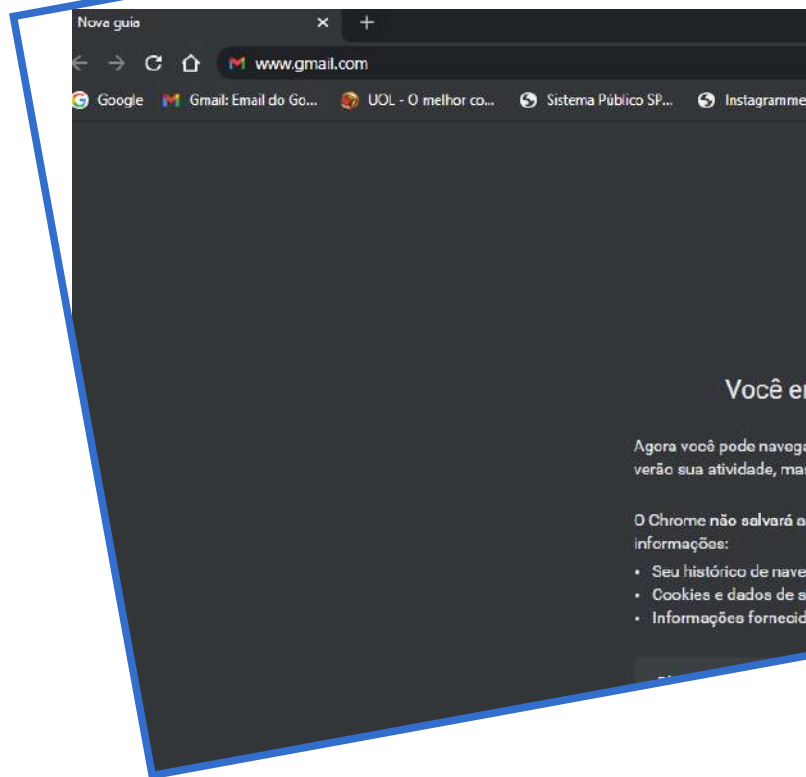 Nova guia
www.gmail.com
Google Gmail: Email do Go... UOL - O melhor co... Sistema Público SP... Instagramme
Você e
Agora você pode navega
verão sua atividade, mas
O Chrome não salvará a
informações:
• Seu histórico de nave
• Cookies e dados de s
• Informações fornecid